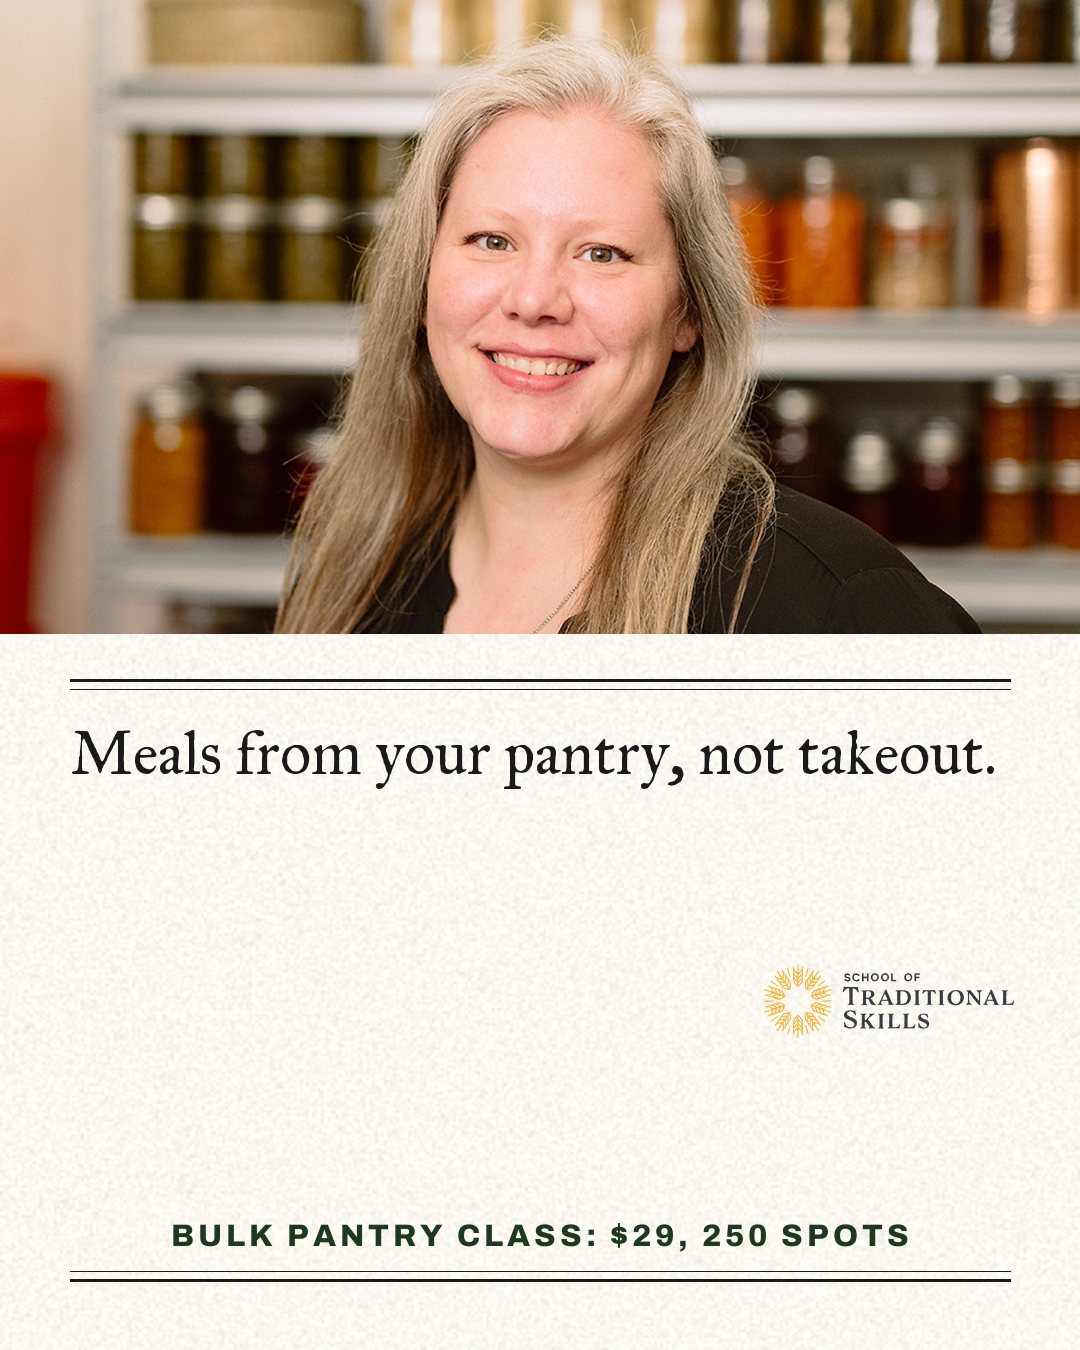 Meals from your pantry, not takeout.
SCHOOL OF
TRADITIONAL
SKILLS
BULK PANTRY CLASS: $29, 250 SPOTS